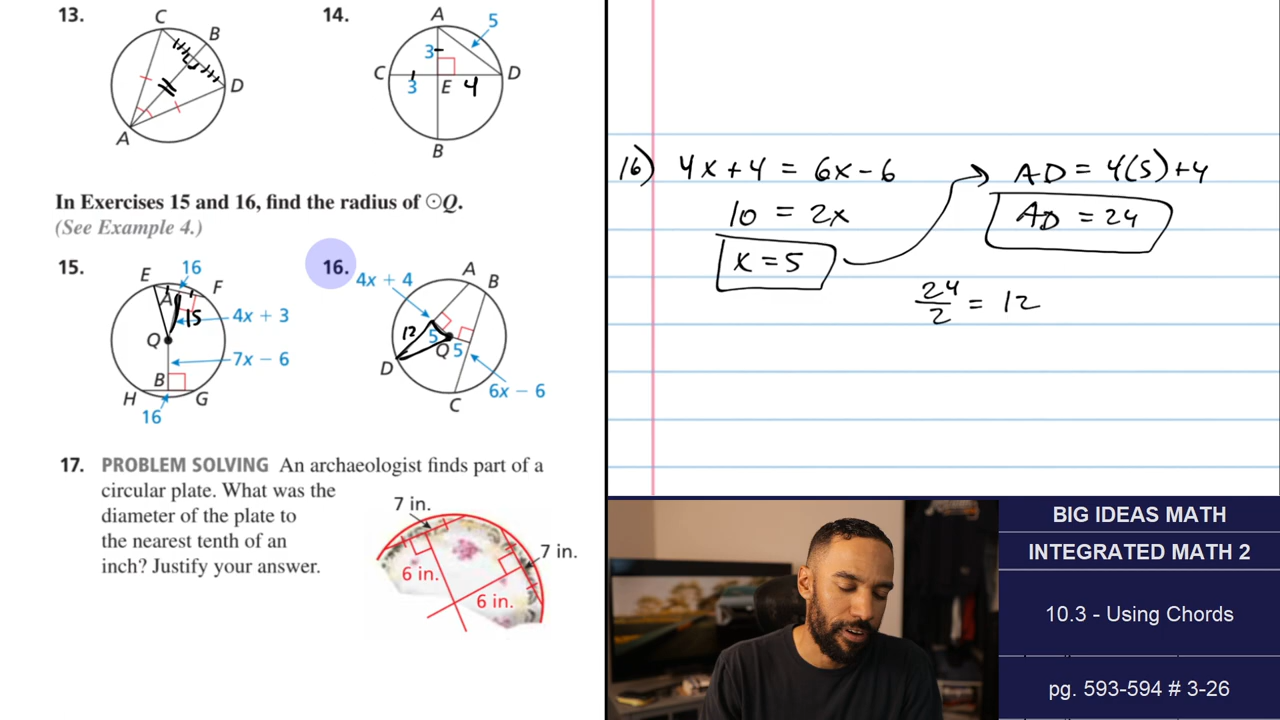 13.
C
B
D
A
14.
A
5
3
C
D
3
E
4
B
In Exercises 15 and 16, find the radius of ⊙Q.
(See Example 4.)
15.
E
16
F
A
15
4x + 3
Q
7x − 6
B
H
G
16
16.
4x + 4
A
B
12
5
Q
5
D
6x − 6
C
17. PROBLEM SOLVING An archaeologist finds part of a
circular plate. What was the
diameter of the plate to
the nearest tenth of an
inch? Justify your answer.
7 in.
7 in.
6 in.
6 in.
16) 4x + 4 = 6x − 6
10 = 2x
x = 5
AD = 4(5)+4
AD = 24
24/2 = 12
BIG IDEAS MATH
INTEGRATED MATH 2
10.3 - Using Chords
pg. 593-594 # 3-26